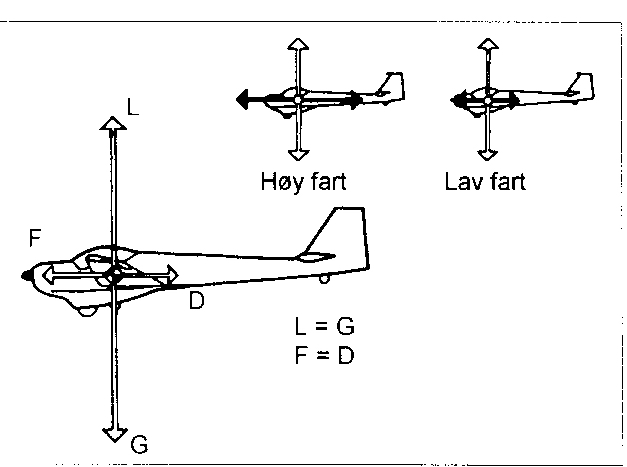 Høy fart
Lav fart
L
F
D
L = G
F = D
G